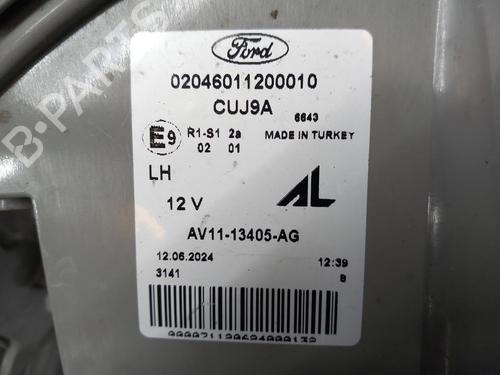 Ford
02046011200010
CUJ9A
6643
E9 R1-S1 2a
02 01
MADE IN TURKEY
LH
12 V
AL
AV11-13405-AG
12.06.2024 12:39
3141 B
B-PARTS